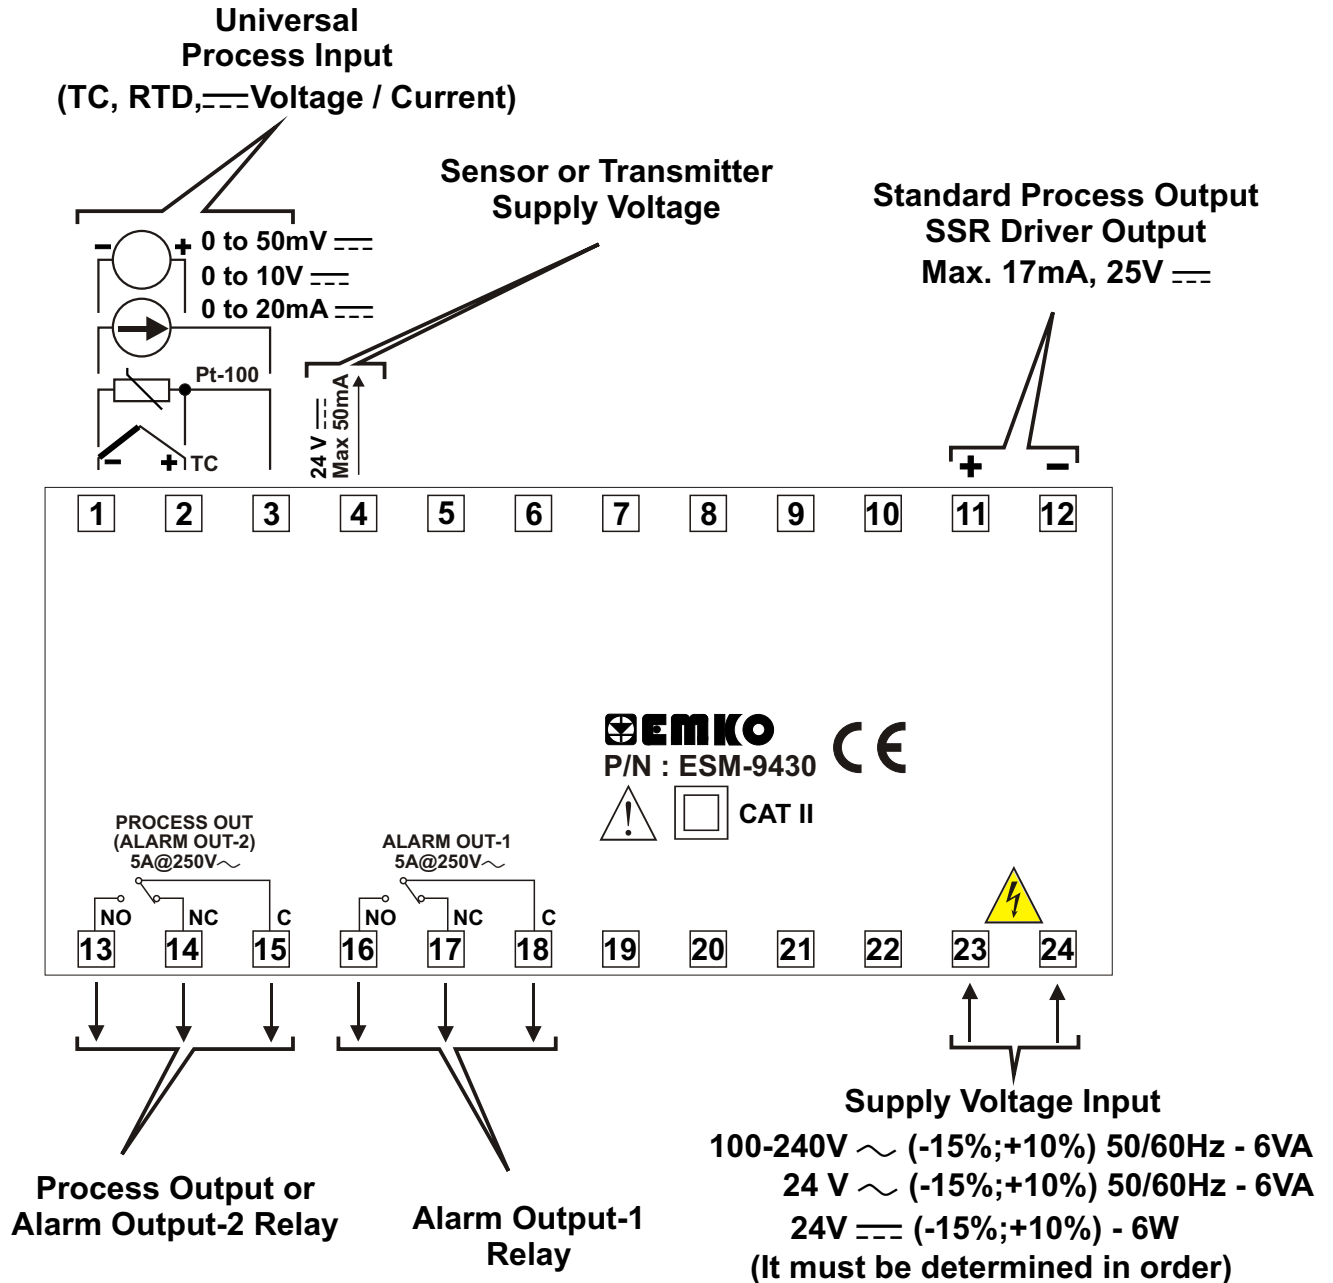 Universal
Process Input
(TC, RTD, Voltage / Current)
Sensor or Transmitter
Supply Voltage
Standard Process Output
SSR Driver Output
Max. 17mA, 25V
- + 0 to 50mV
0 to 10V
0 to 20mA
Pt-100
- + TC
24 V
Max 50mA
+ -
1 2 3 4 5 6 7 8 9 10 11 12
EMKO CE
P/N : ESM-9430
! CAT II
PROCESS OUT
(ALARM OUT-2)
5A@250V~
ALARM OUT-1
5A@250V~
NO NC C NO NC C
13 14 15 16 17 18 19 20 21 22 23 24
Process Output or
Alarm Output-2 Relay
Alarm Output-1
Relay
Supply Voltage Input
100-240V ~ (-15%;+10%) 50/60Hz - 6VA
24 V ~ (-15%;+10%) 50/60Hz - 6VA
24V (-15%;+10%) - 6W
(It must be determined in order)